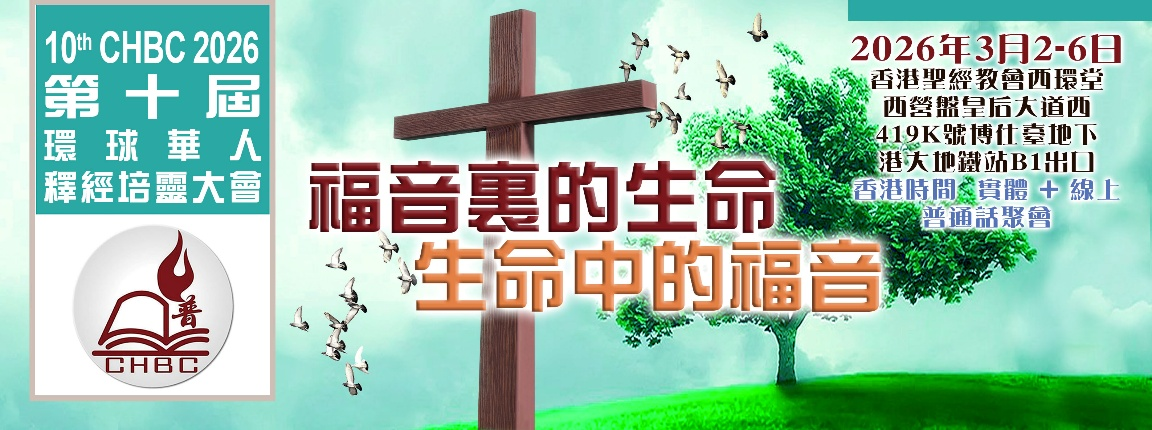 10th CHBC 2026
第十屆
環球華人
釋經培靈大會
普
CHBC
福音裏的生命
生命中的福音
2026年3月2-6日
香港聖經教會西環堂
西營盤皇后大道西
419K號博仕臺地下
港大地鐵站B1出口
香港時間 實體 + 線上
普通話聚會